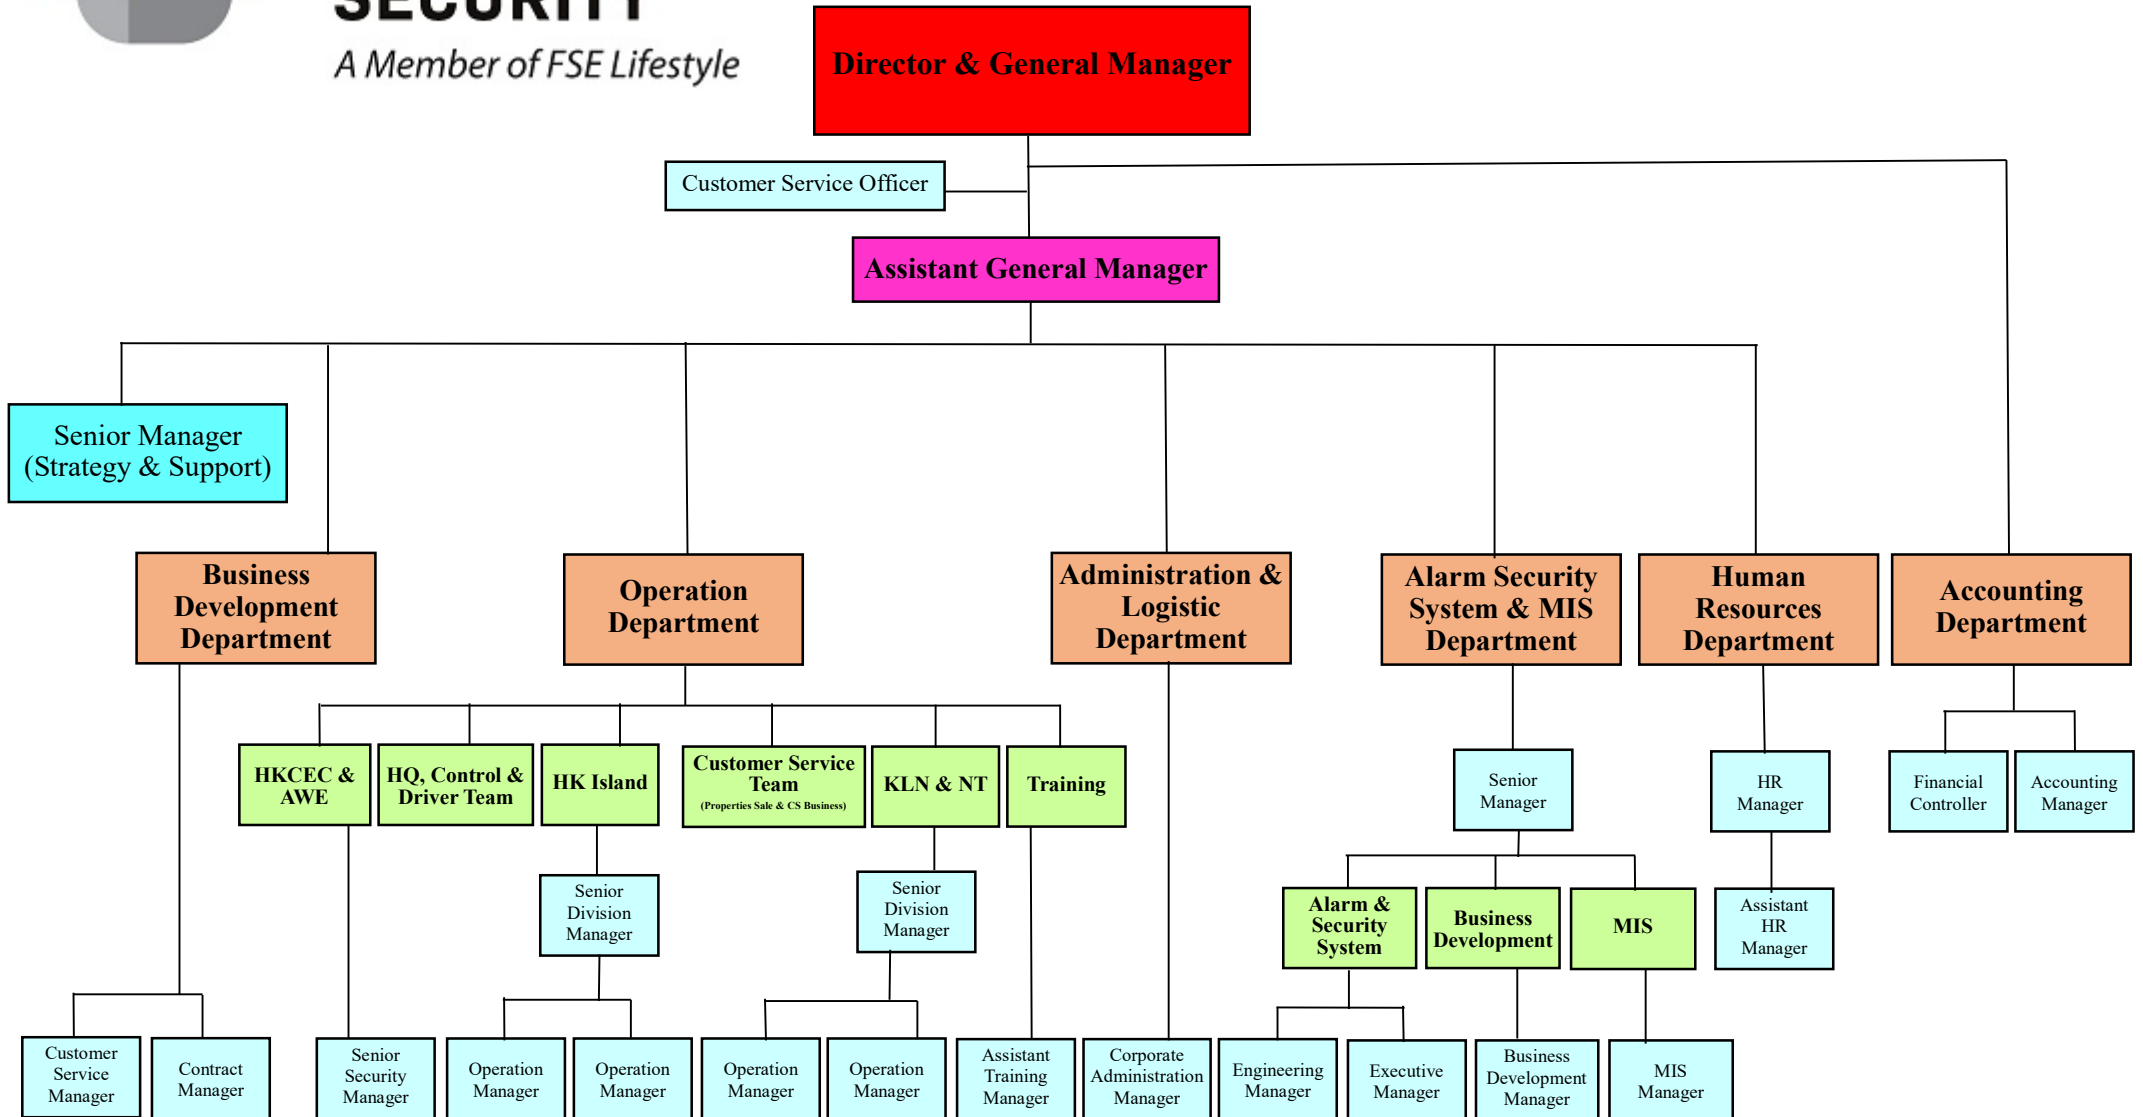 SECURITY
A Member of FSE Lifestyle
Director & General Manager
Customer Service Officer
Assistant General Manager
Senior Manager
(Strategy & Support)
Business
Development
Department
Operation
Department
Administration &
Logistic
Department
Alarm Security
System & MIS
Department
Human
Resources
Department
Accounting
Department
HKCEC &
AWE
HQ, Control &
Driver Team
HK Island
Customer Service
Team
(Properties Sale & CS Business)
KLN & NT
Training
Senior
Manager
HR
Manager
Financial
Controller
Accounting
Manager
Senior
Division
Manager
Senior
Division
Manager
Alarm &
Security
System
Business
Development
MIS
Assistant
HR
Manager
Customer
Service
Manager
Contract
Manager
Senior
Security
Manager
Operation
Manager
Operation
Manager
Operation
Manager
Operation
Manager
Assistant
Training
Manager
Corporate
Administration
Manager
Engineering
Manager
Executive
Manager
Business
Development
Manager
MIS
Manager